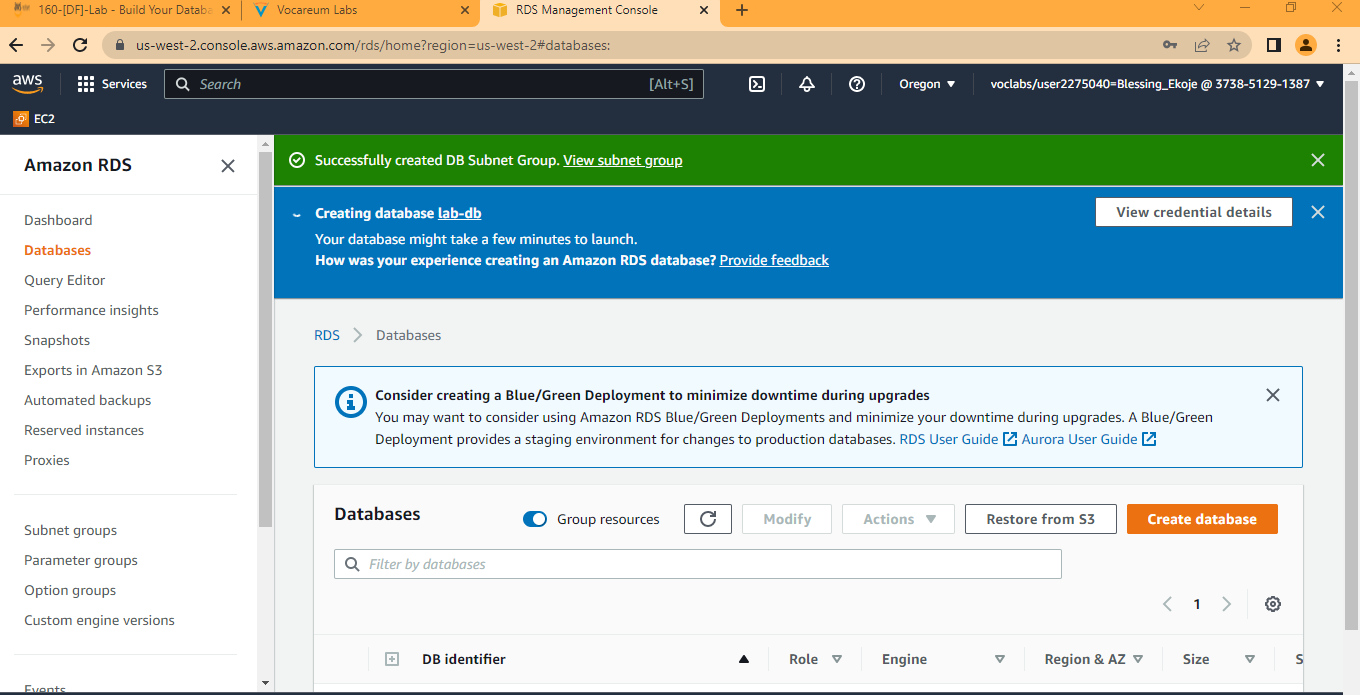 160-[DF]-Lab - Build Your Databa
Vocareum Labs
RDS Management Console
us-west-2.console.aws.amazon.com/rds/home?region=us-west-2#databases:
aws
Services
Search
[Alt+S]
Oregon
voclabs/user2275040=Blessing_Ekoje @ 3738-5129-1387
EC2
Amazon RDS
Dashboard
Databases
Query Editor
Performance insights
Snapshots
Exports in Amazon S3
Automated backups
Reserved instances
Proxies
Subnet groups
Parameter groups
Option groups
Custom engine versions
Events
Successfully created DB Subnet Group. View subnet group
Creating database lab-db
View credential details
Your database might take a few minutes to launch.
How was your experience creating an Amazon RDS database? Provide feedback
RDS
Databases
Consider creating a Blue/Green Deployment to minimize downtime during upgrades
You may want to consider using Amazon RDS Blue/Green Deployments and minimize your downtime during upgrades. A Blue/Green
Deployment provides a staging environment for changes to production databases. RDS User Guide Aurora User Guide
Databases
Group resources
Modify
Actions
Restore from S3
Create database
Filter by databases
1
DB identifier
Role
Engine
Region & AZ
Size
S